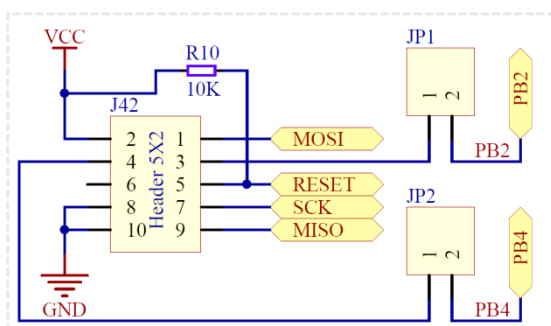 VCC
R10
10K
JP1
1 2
PB2
PB2
J42
Header 5X2
2 1
4 3
6 5
8 7
10 9
MOSI
RESET
SCK
MISO
GND
JP2
1 2
PB4
PB4